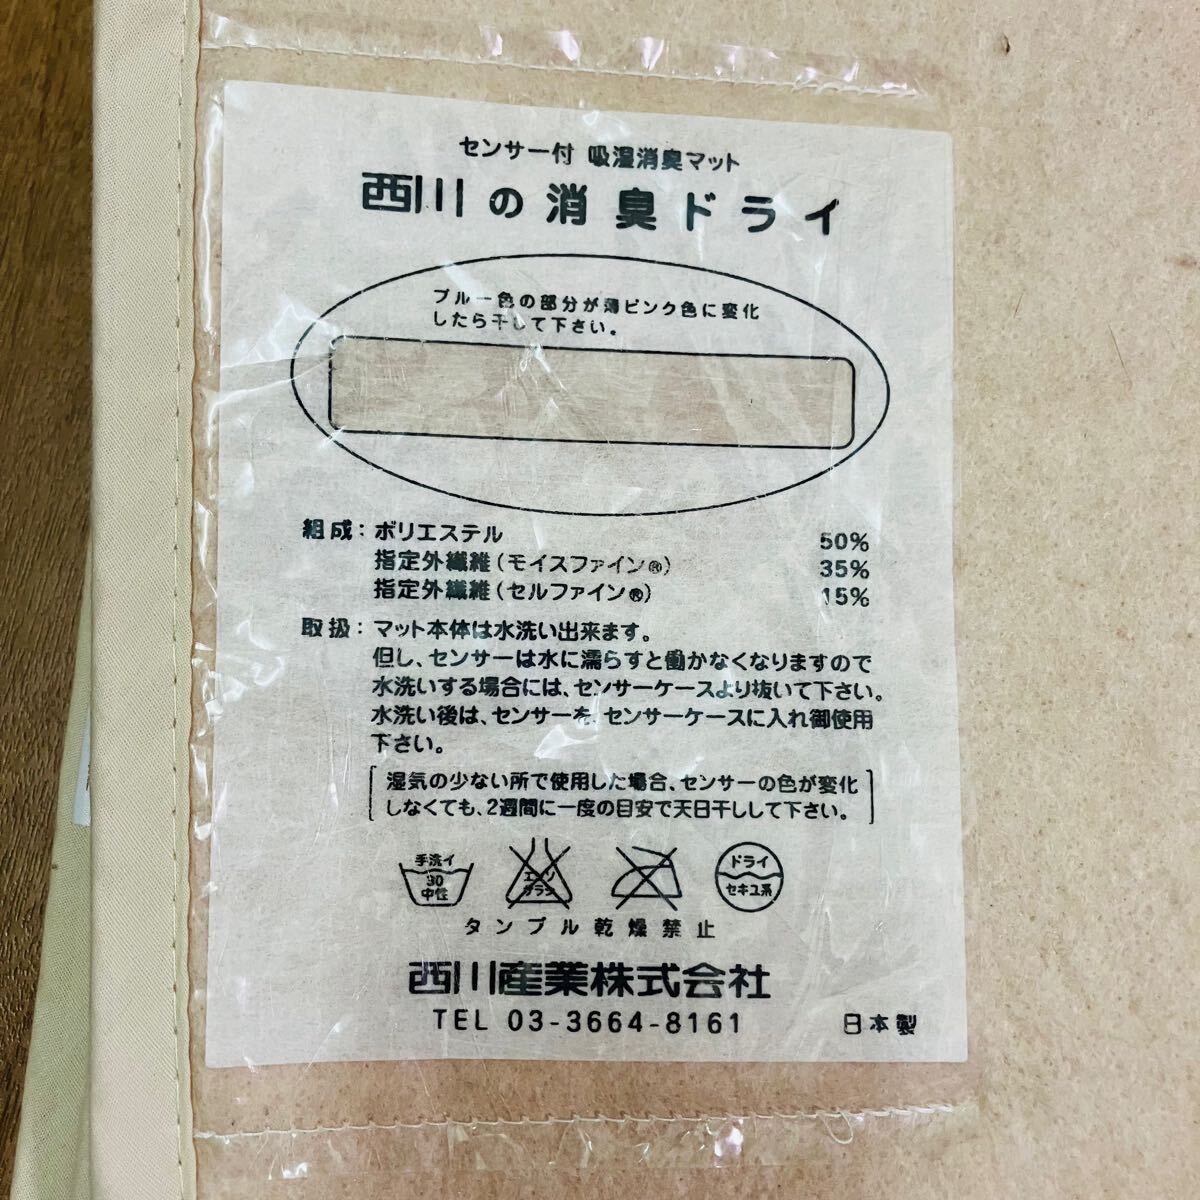 センサー付 吸湿消臭マット
西川の消臭ドライ
ブルー色の部分が薄ピンク色に変化
したら干して下さい。
組成：ポリエステル 50%
指定外繊維（モイスファイン®） 35%
指定外繊維（セルファイン®） 15%
取扱：マット本体は水洗い出来ます。
但し、センサーは水に濡らすと働かなくなりますので
水洗いする場合には、センサーケースより抜いて下さい。
水洗い後は、センサーを、センサーケースに入れ御使用
下さい。
湿気の少ない所で使用した場合、センサーの色が変化
しなくても、2週間に一度の目安で天日干しして下さい。
手洗イ
30
中性
エンソ
サラシ
ドライ
セキユ系
タンブル乾燥禁止
西川産業株式会社
TEL 03-3664-8161 日本製